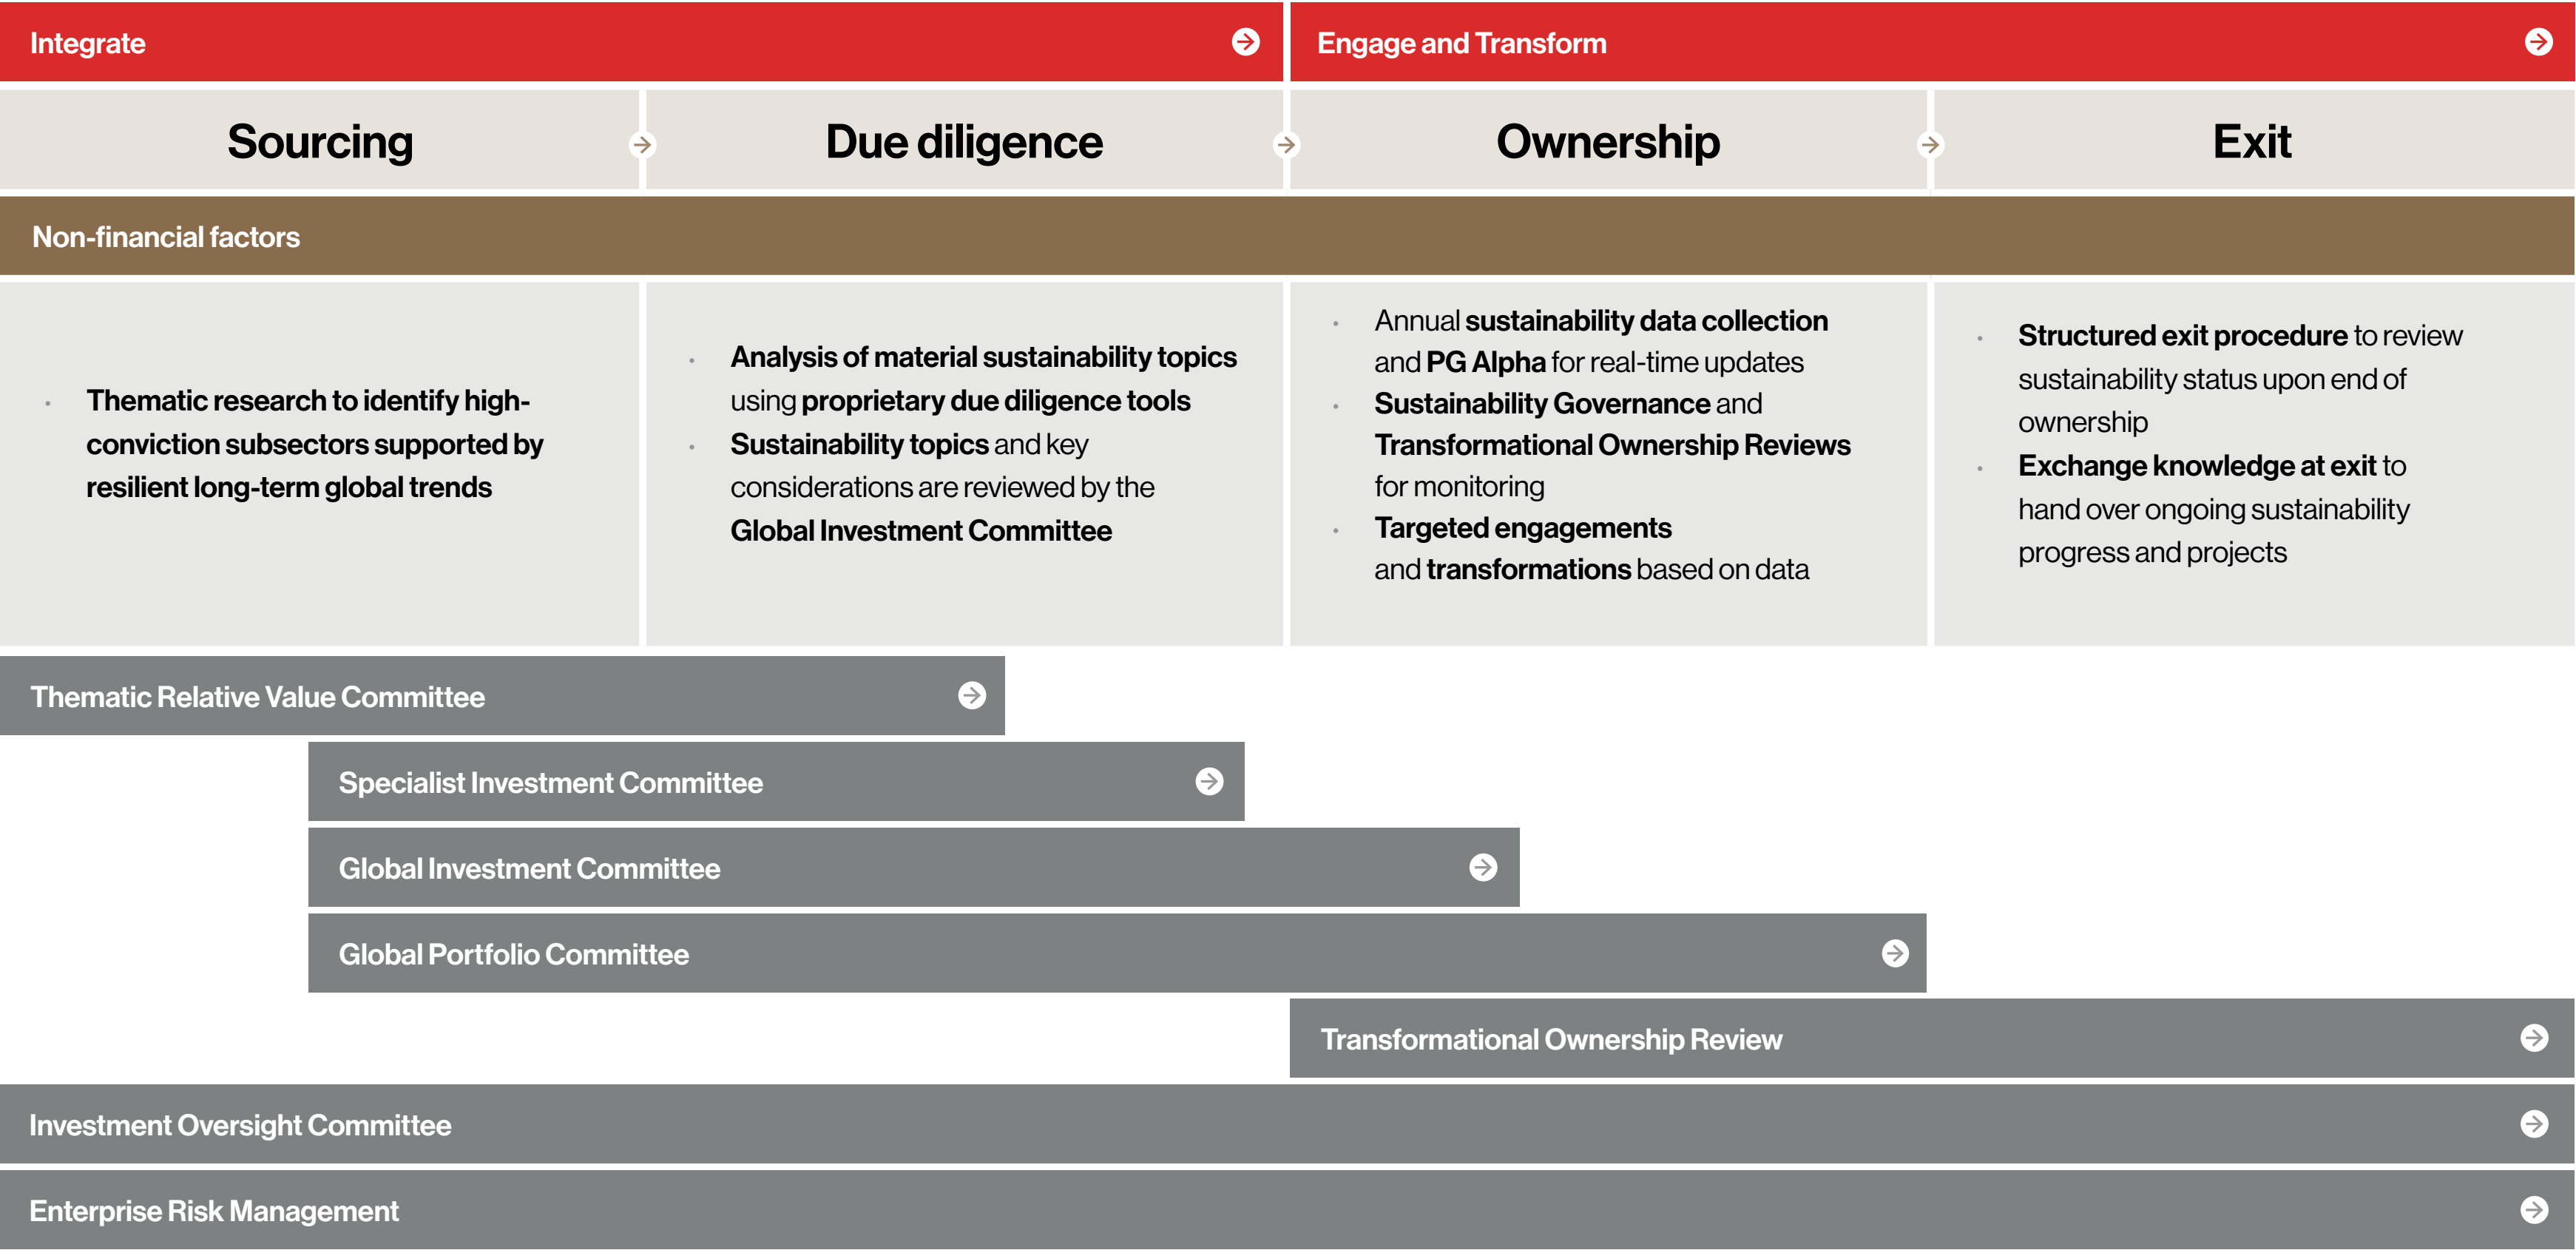 Integrate
Engage and Transform
Sourcing
Due diligence
Ownership
Exit
Non-financial factors
Thematic research to identify high-
conviction subsectors supported by
resilient long-term global trends
Analysis of material sustainability topics
using proprietary due diligence tools
Sustainability topics and key
considerations are reviewed by the
Global Investment Committee
Annual sustainability data collection
and PG Alpha for real-time updates
Sustainability Governance and
Transformational Ownership Reviews
for monitoring
Targeted engagements
and transformations based on data
Structured exit procedure to review
sustainability status upon end of
ownership
Exchange knowledge at exit to
hand over ongoing sustainability
progress and projects
Thematic Relative Value Committee
Specialist Investment Committee
Global Investment Committee
Global Portfolio Committee
Transformational Ownership Review
Investment Oversight Committee
Enterprise Risk Management